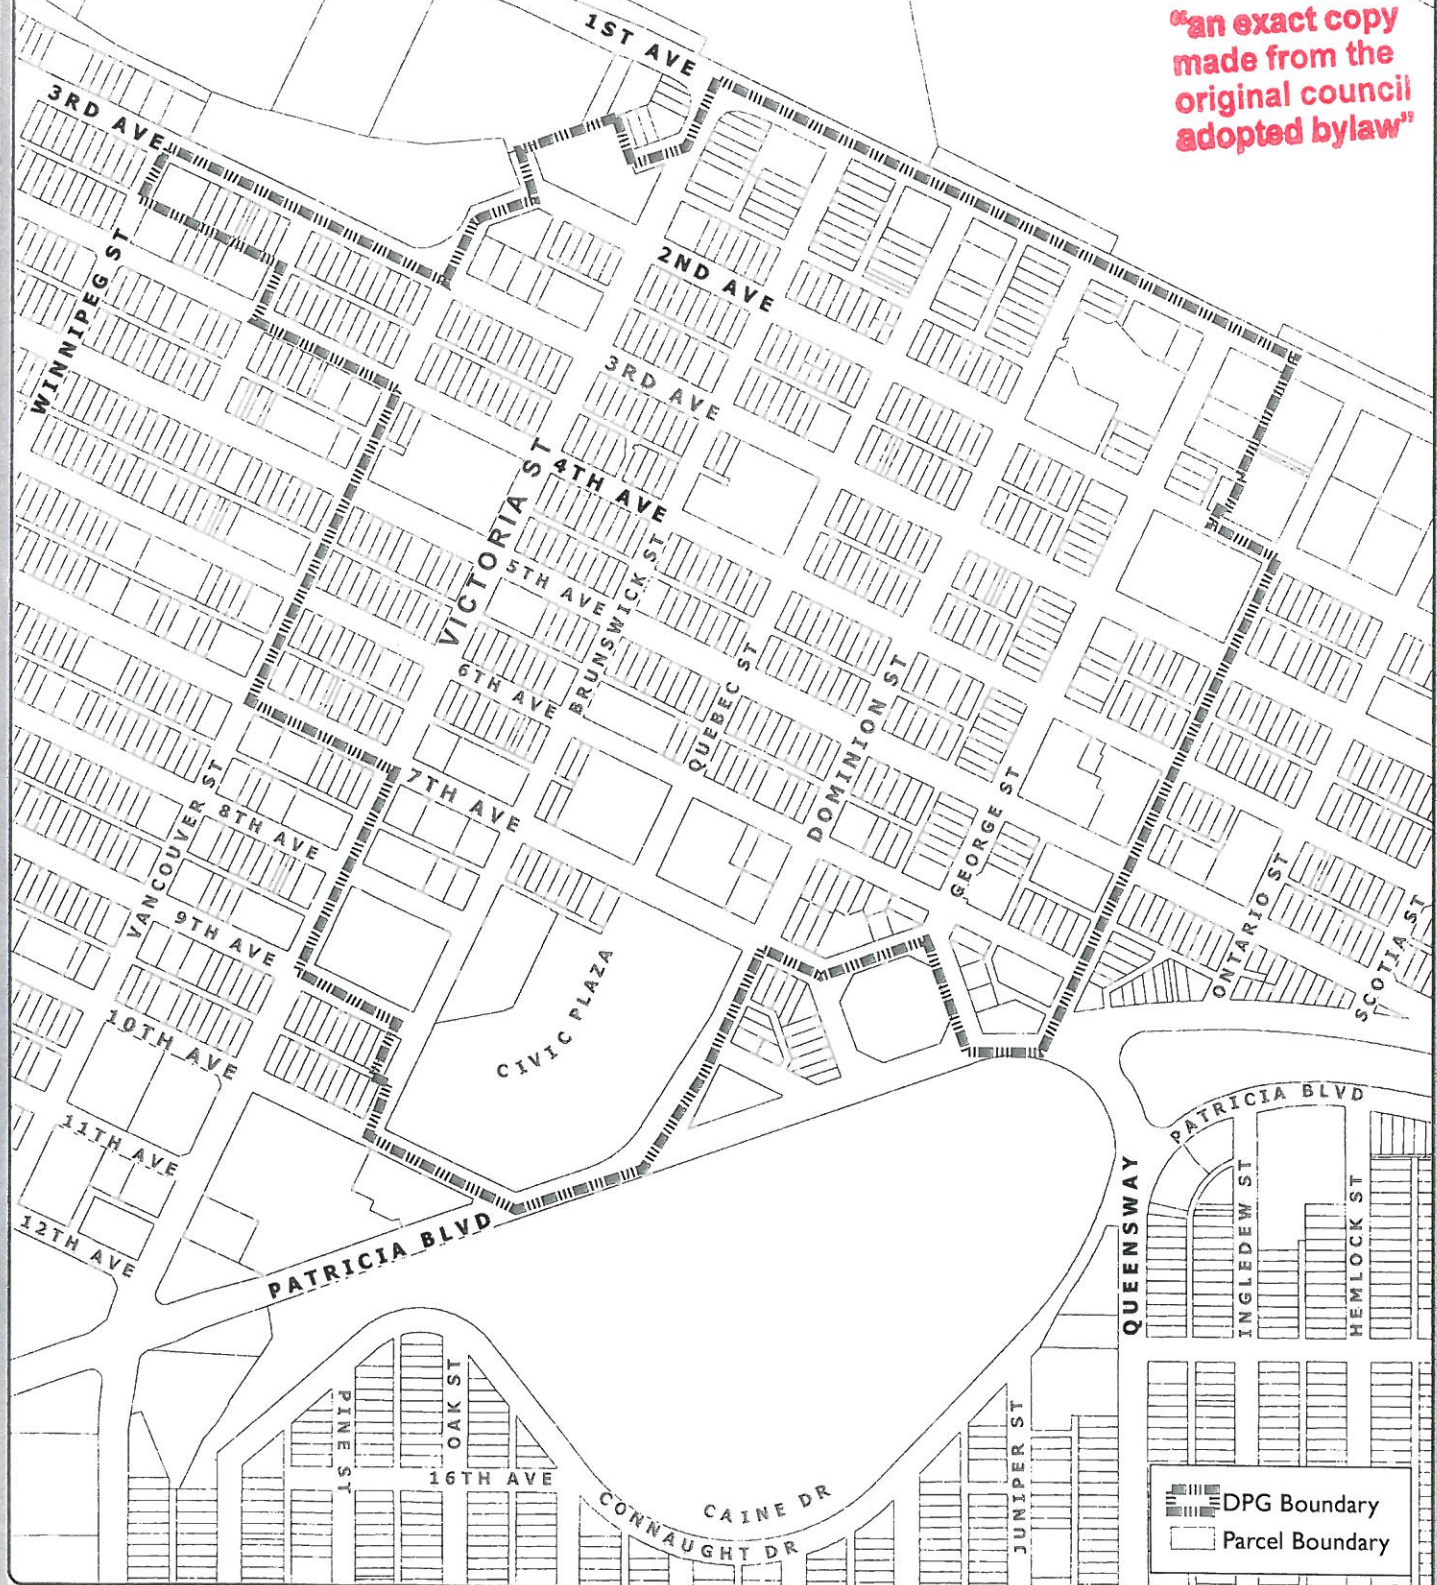 1ST AVE
"an exact copy
made from the
original council
adopted bylaw"
3RD AVE
WINNIPEG ST
2ND AVE
3RD AVE
VICTORIA ST
4TH AVE
5TH AVE
BRUNSWICK ST
6TH AVE
QUEBEC ST
DOMINION ST
7TH AVE
VANCOUVER ST
8TH AVE
GEORGE ST
9TH AVE
ONTARIO ST
SCOTIA ST
CIVIC PLAZA
10TH AVE
11TH AVE
PATRICIA BLVD
12TH AVE
PATRICIA BLVD
QUEENSWAY
INGLEDEW ST
HEMLOCK ST
PINE ST
OAK ST
16TH AVE
JUNIPER ST
CAINE DR
CONNAUGHT DR
DPG Boundary
Parcel Boundary